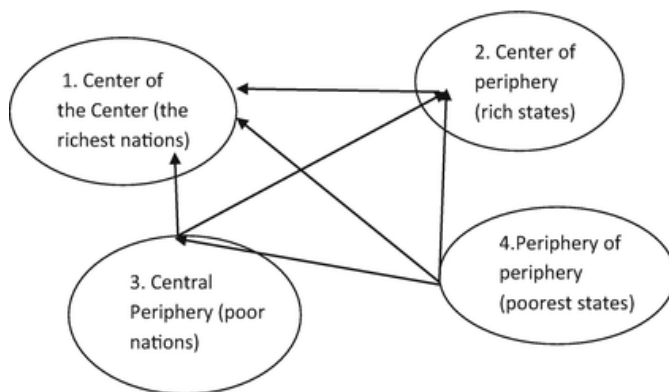 1. Center of
the Center (the
richest nations)
2. Center of
periphery
(rich states)
3. Central
Periphery (poor
nations)
4.Periphery of
periphery
(poorest states)